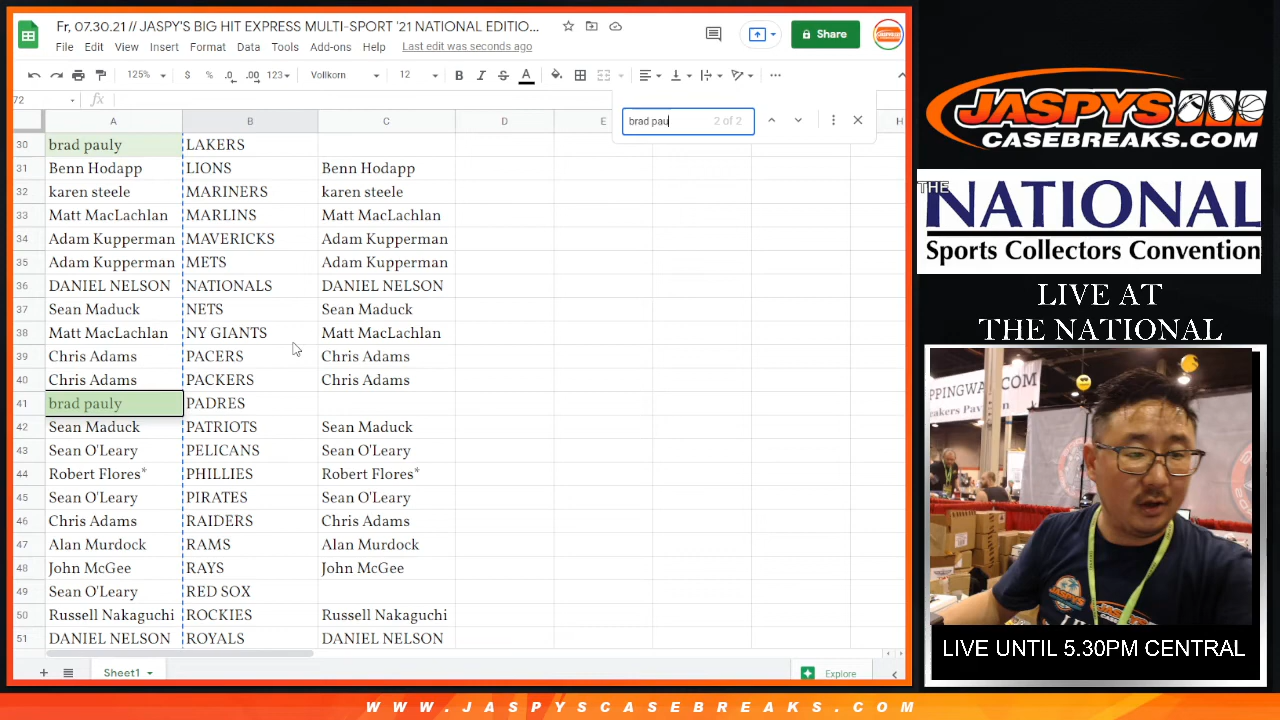 Fr, 07.30.21 // JASPY'S BIG HIT EXPRESS MULTI-SPORT '21 NATIONAL EDITIO...
File Edit View Insert Format Data Tools Add-ons Help Last edit was seconds ago
Share
125% $ % .0 .00 123 Vollkorn 12 B I S A
72 fx
brad pau 2 of 2
A B C D E H
30 brad pauly LAKERS
31 Benn Hodapp LIONS Benn Hodapp
32 karen steele MARINERS karen steele
33 Matt MacLachlan MARLINS Matt MacLachlan
34 Adam Kupperman MAVERICKS Adam Kupperman
35 Adam Kupperman METS Adam Kupperman
36 DANIEL NELSON NATIONALS DANIEL NELSON
37 Sean Maduck NETS Sean Maduck
38 Matt MacLachlan NY GIANTS Matt MacLachlan
39 Chris Adams PACERS Chris Adams
40 Chris Adams PACKERS Chris Adams
41 brad pauly PADRES
42 Sean Maduck PATRIOTS Sean Maduck
43 Sean O'Leary PELICANS Sean O'Leary
44 Robert Flores* PHILLIES Robert Flores*
45 Sean O'Leary PIRATES Sean O'Leary
46 Chris Adams RAIDERS Chris Adams
47 Alan Murdock RAMS Alan Murdock
48 John McGee RAYS John McGee
49 Sean O'Leary RED SOX
50 Russell Nakaguchi ROCKIES Russell Nakaguchi
51 DANIEL NELSON ROYALS DANIEL NELSON
Sheet1
Explore
JASPYS
CASEBREAKS.COM
THE
NATIONAL
Sports Collectors Convention
LIVE AT
THE NATIONAL
LIVE UNTIL 5.30PM CENTRAL
WWW.JASPYSCASEBREAKS.COM